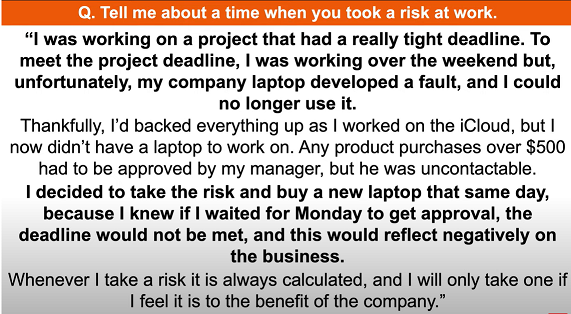 Q. Tell me about a time when you took a risk at work.
“I was working on a project that had a really tight deadline. To
meet the project deadline, I was working over the weekend but,
unfortunately, my company laptop developed a fault, and I could
no longer use it.
Thankfully, I’d backed everything up as I worked on the iCloud, but I
now didn’t have a laptop to work on. Any product purchases over $500
had to be approved by my manager, but he was uncontactable.
I decided to take the risk and buy a new laptop that same day,
because I knew if I waited for Monday to get approval, the
deadline would not be met, and this would reflect negatively on
the business.
Whenever I take a risk it is always calculated, and I will only take one if
I feel it is to the benefit of the company.”